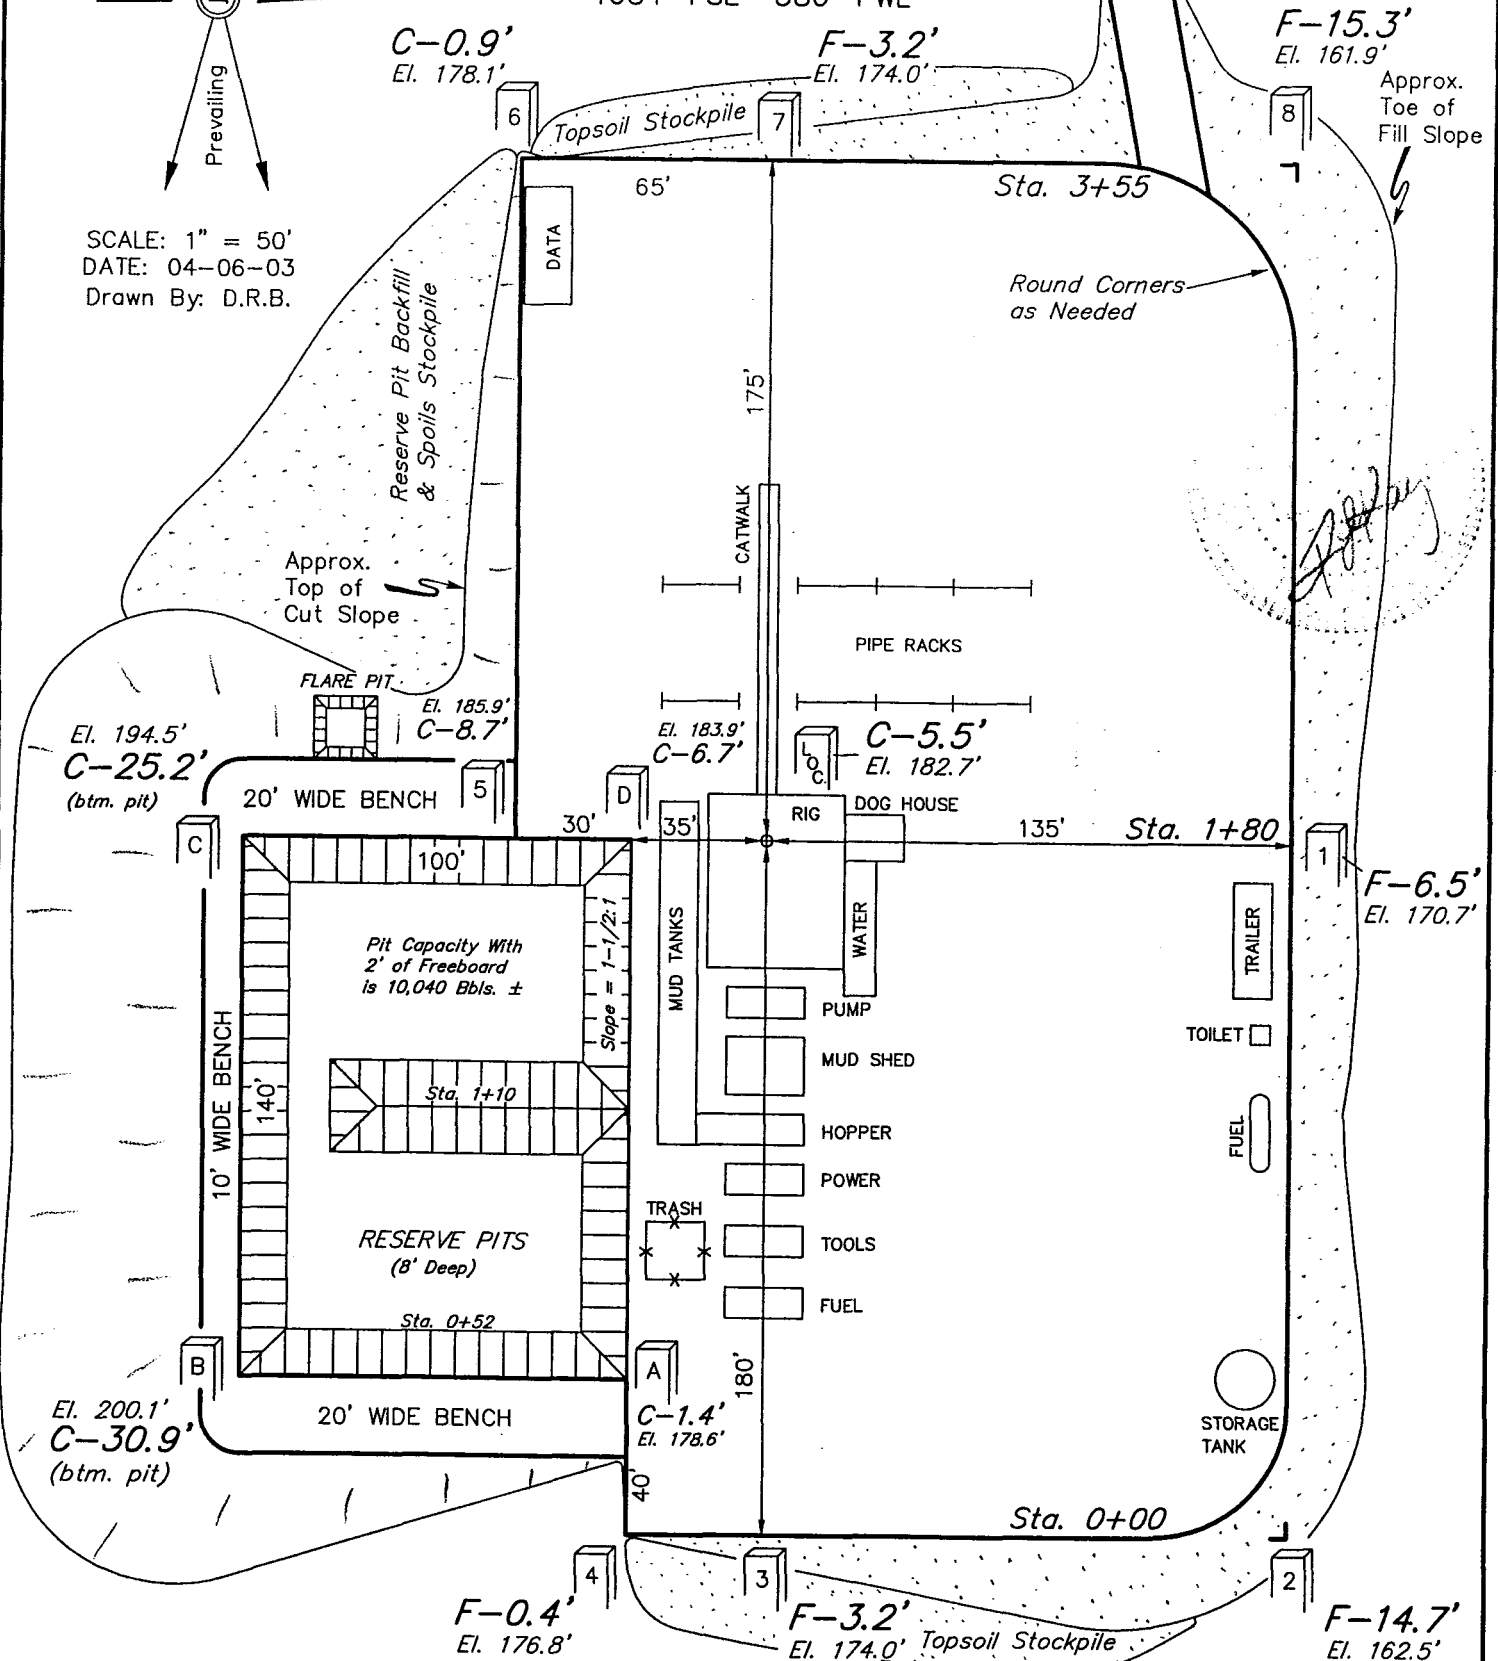 C-0.9'
El. 178.1'
F-3.2'
El. 174.0'
F-15.3'
El. 161.9'
Approx.
Toe of
Fill Slope
Prevailing
6
Topsoil Stockpile
7
8
65'
Sta. 3+55
SCALE: 1" = 50'
DATE: 04-06-03
Drawn By: D.R.B.
DATA
Reserve Pit Backfill
& Spoils Stockpile
Round Corners
as Needed
175'
CATWALK
Approx.
Top of
Cut Slope
PIPE RACKS
FLARE PIT
El. 185.9'
C-8.7'
El. 183.9'
C-6.7'
LOC.
C-5.5'
El. 182.7'
El. 194.5'
C-25.2'
(btm. pit)
20' WIDE BENCH
5
D
RIG
DOG HOUSE
C
30'
35'
135'
Sta. 1+80
1
F-6.5'
El. 170.7'
100'
Pit Capacity With
2' of Freeboard
is 10,040 Bbls. ±
Slope = 1-1/2:1
MUD TANKS
WATER
TRAILER
PUMP
TOILET
10' WIDE BENCH
140'
Sta. 1+10
MUD SHED
HOPPER
FUEL
POWER
TRASH
RESERVE PITS
(8' Deep)
TOOLS
FUEL
Sta. 0+52
B
A
180'
El. 200.1'
C-30.9'
(btm. pit)
20' WIDE BENCH
C-1.4'
El. 178.6'
STORAGE
TANK
40'
Sta. 0+00
4
3
2
F-0.4'
El. 176.8'
F-3.2'
El. 174.0'
Topsoil Stockpile
F-14.7'
El. 162.5'